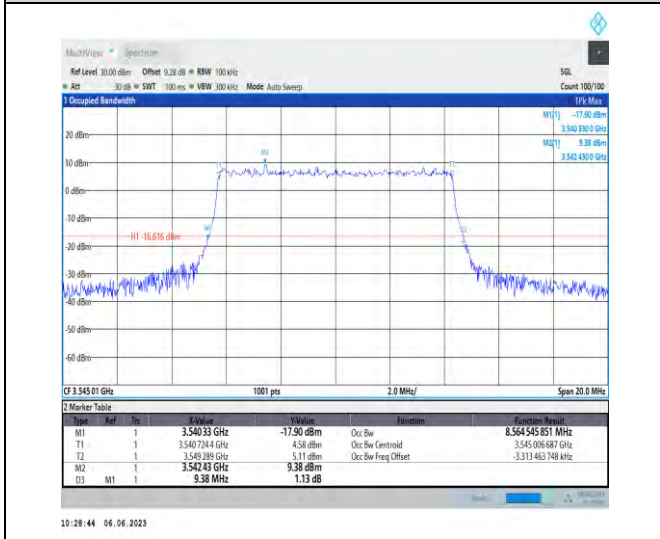 MultiView Spectrum
Ref Level 30.00 dBm Offset 9.28 dB RBW 100 kHz SGL
Att 30 dB SWT 100 ms VBW 300 kHz Mode Auto Sweep Count 100/100
1 Occupied Bandwidth 1Pk Max
M1[1] -17.90 dBm
3.540 330 0 GHz
M2[1] 9.38 dBm
3.542 430 0 GHz
20 dBm
M2
10 dBm
T1 T2
0 dBm
-10 dBm
M1
H1 -16.616 dBm
D3
-20 dBm
-30 dBm
-40 dBm
-50 dBm
-60 dBm
CF 3.545 01 GHz 1001 pts 2.0 MHz/ Span 20.0 MHz
2 Marker Table
Type Ref Trc X-Value Y-Value Function Function Result
M1 1 3.540 33 GHz -17.90 dBm Occ Bw 8.564 545 851 MHz
T1 1 3.540 724 4 GHz 4.58 dBm Occ Bw Centroid 3.545 006 687 GHz
T2 1 3.549 289 GHz 5.11 dBm Occ Bw Freq Offset -3.313 463 748 kHz
M2 1 3.542 43 GHz 9.38 dBm
D3 M1 1 9.38 MHz 1.13 dB
10:28:44 06.06.2023